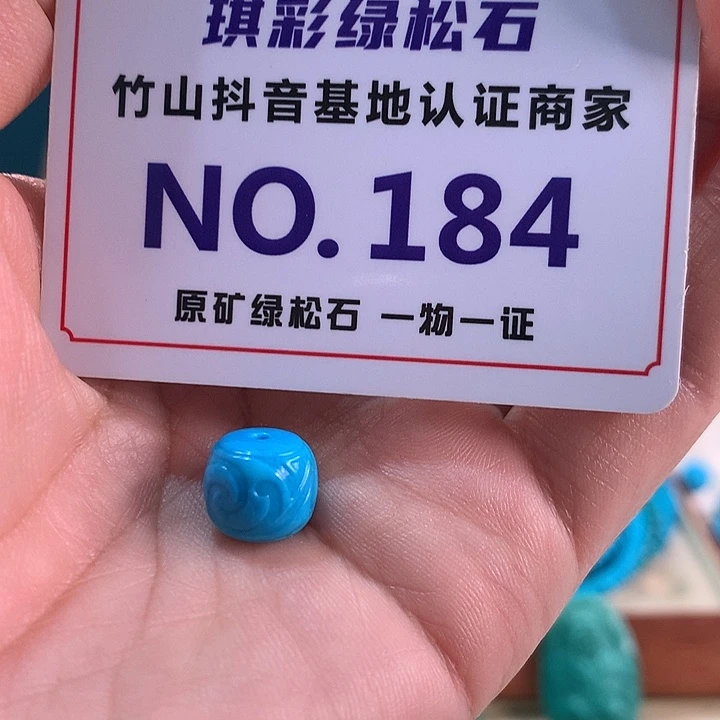 琪彩绿松石
竹山抖音基地认证商家
NO.184
原矿绿松石 一物一证